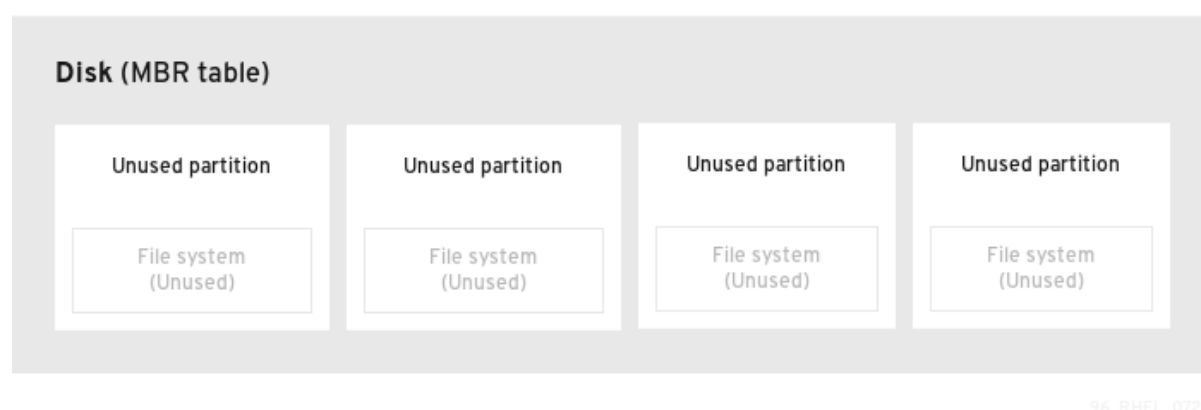 Disk (MBR table)
Unused partition
Unused partition
Unused partition
Unused partition
File system
(Unused)
File system
(Unused)
File system
(Unused)
File system
(Unused)
96_RHEL_072